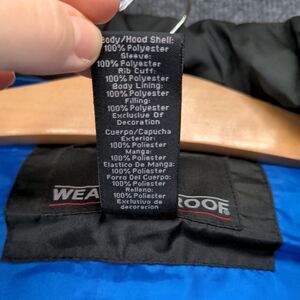 Body/Hood Shell:
100% Polyester
Sleeve:
100% Polyester
Rib Cuff:
100% Polyester
Body Lining:
100% Polyester
Filling:
100% Polyester
Exclusive Of
Decoration
Cuerpo/Capucha
Exterior:
100% Poliester
Manga:
100% Poliester
Elastico De Manga:
100% Poliester
Forro Del Cuerpo:
100% Poliester
Relleno:
100% Poliester
Exclusivo de
decoracion
WEA ROOF